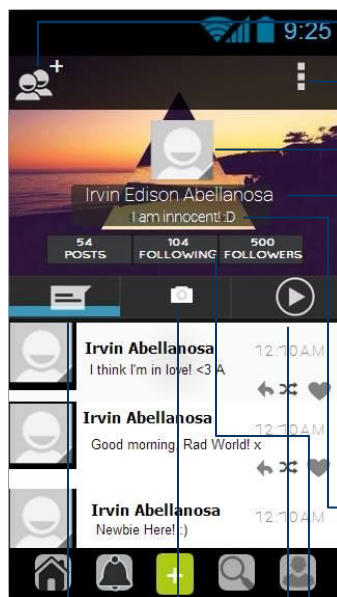 9:25
Irvin Edison Abellanosa
I am innocent! :D
54 104 500
POSTS FOLLOWING FOLLOWERS
Irvin Abellanosa 12:10 AM
I think I'm in love! <3 A
Irvin Abellanosa 12:10 AM
Good morning, Rad World! x
Irvin Abellanosa 12:10 AM
Newbie Here! :)